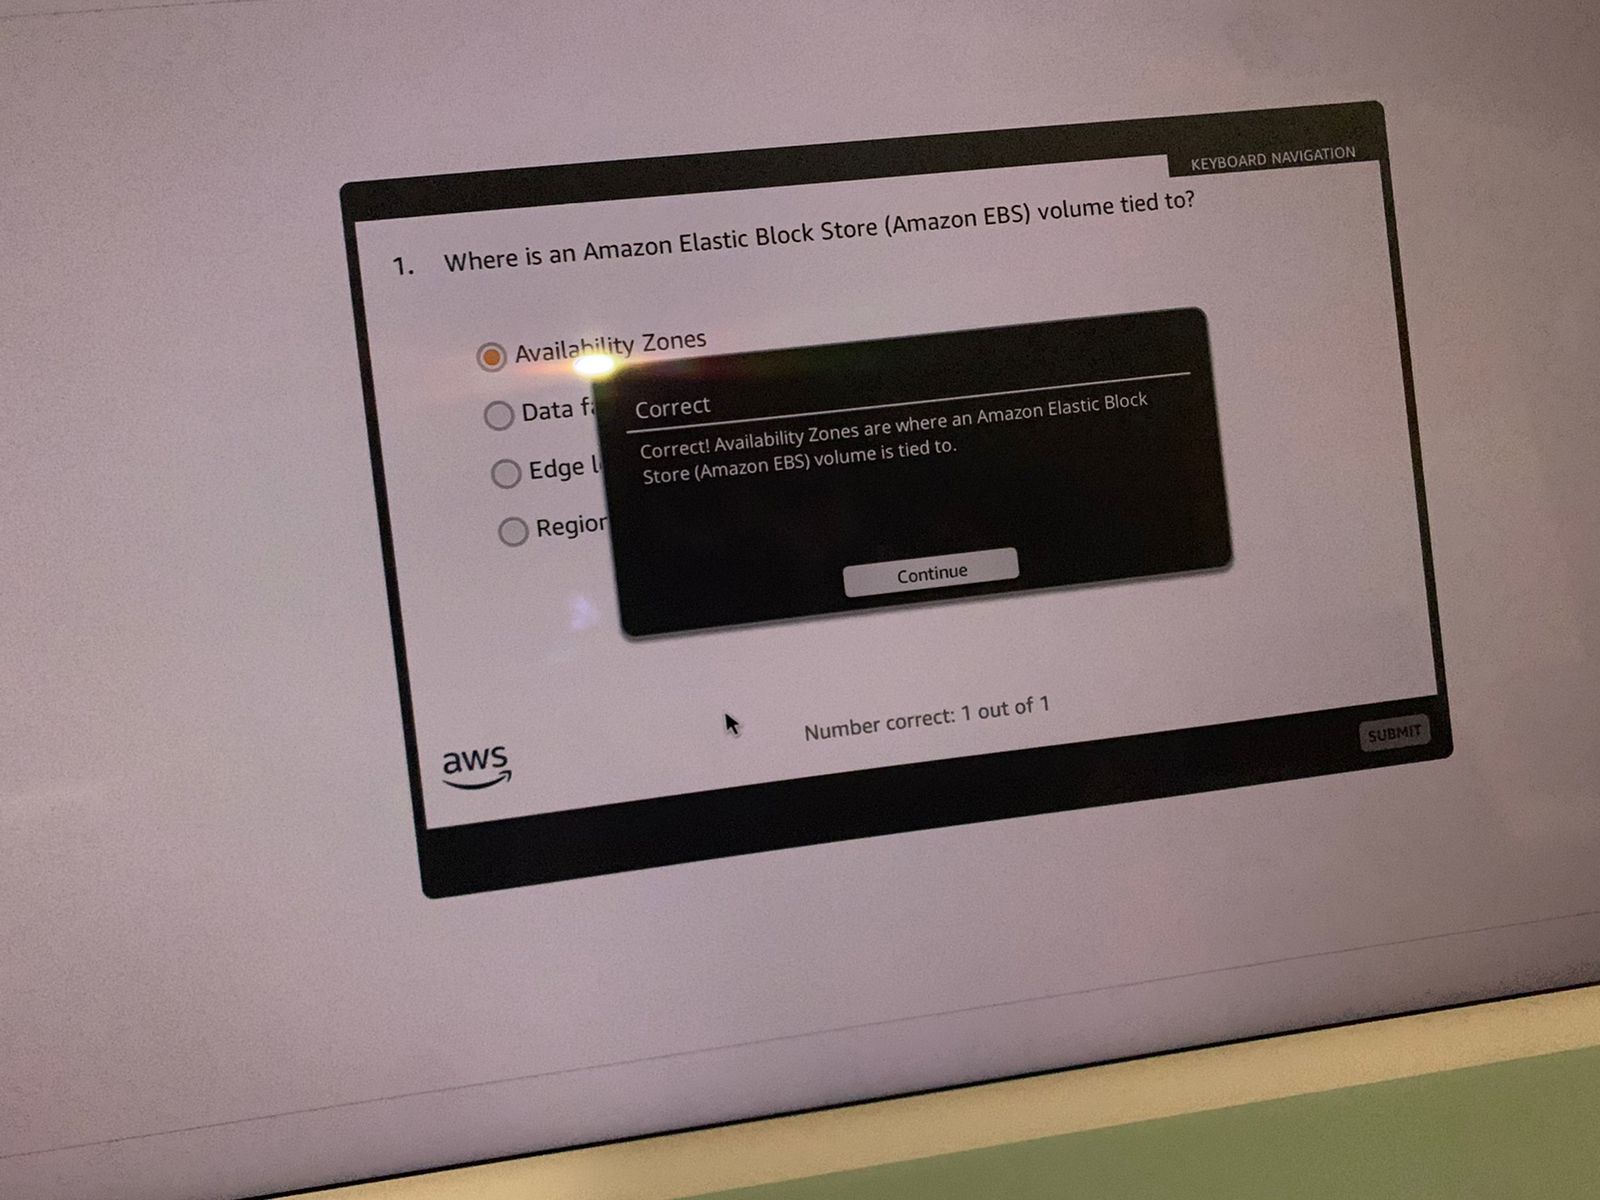 KEYBOARD NAVIGATION
1. Where is an Amazon Elastic Block Store (Amazon EBS) volume tied to?
Availability Zones
Data
Edge
Region
Correct
Correct! Availability Zones are where an Amazon Elastic Block
Store (Amazon EBS) volume is tied to.
Continue
Number correct: 1 out of 1
aws
SUBMIT